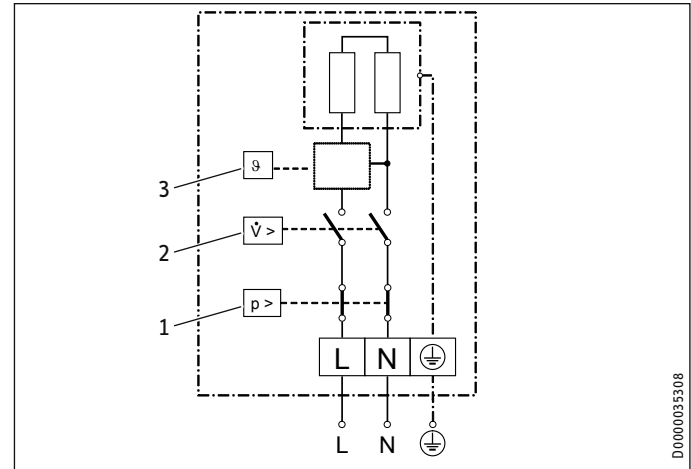 3 ϑ
2 V̇ >
1 p >
L N
L N
D0000035308